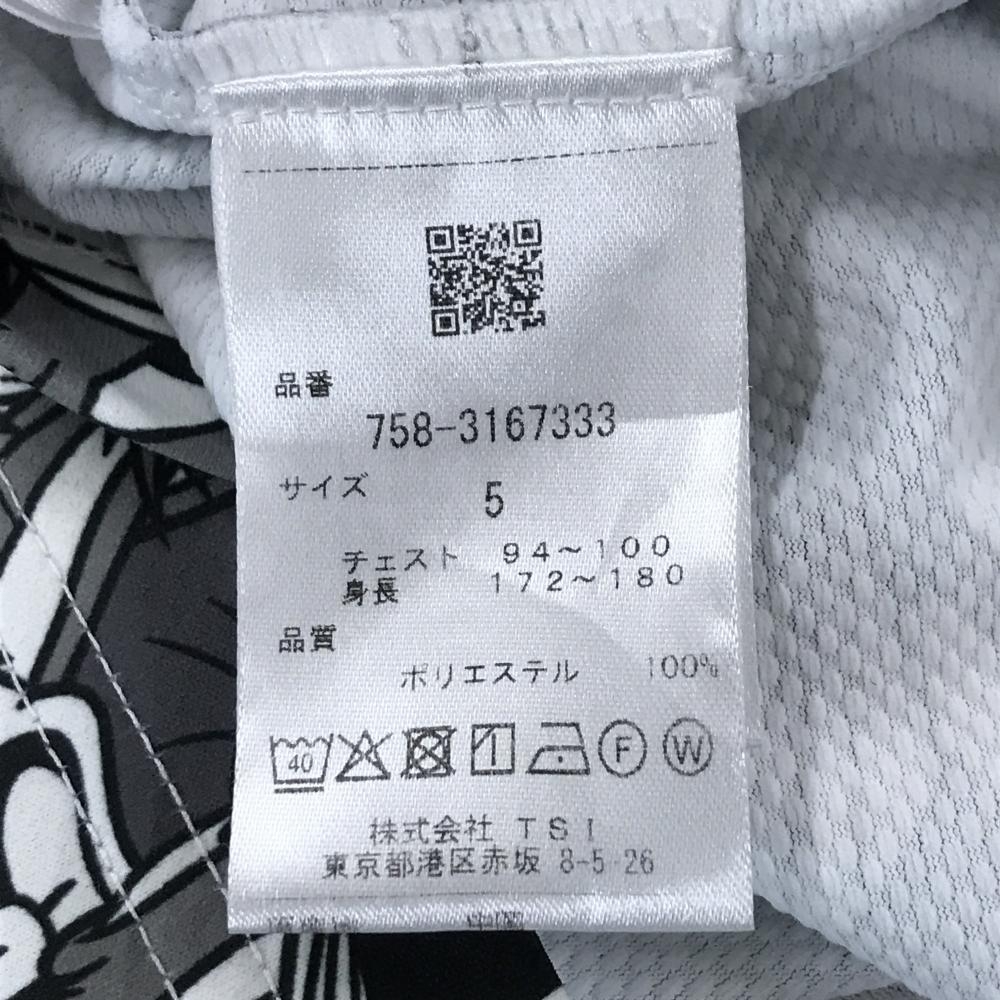 品番
758-3167333
サイズ 5
チェスト 94～100
身長 172～180
品質
ポリエステル 100%
40 F W
株式会社 TSI
東京都港区赤坂 8-5-26
中国